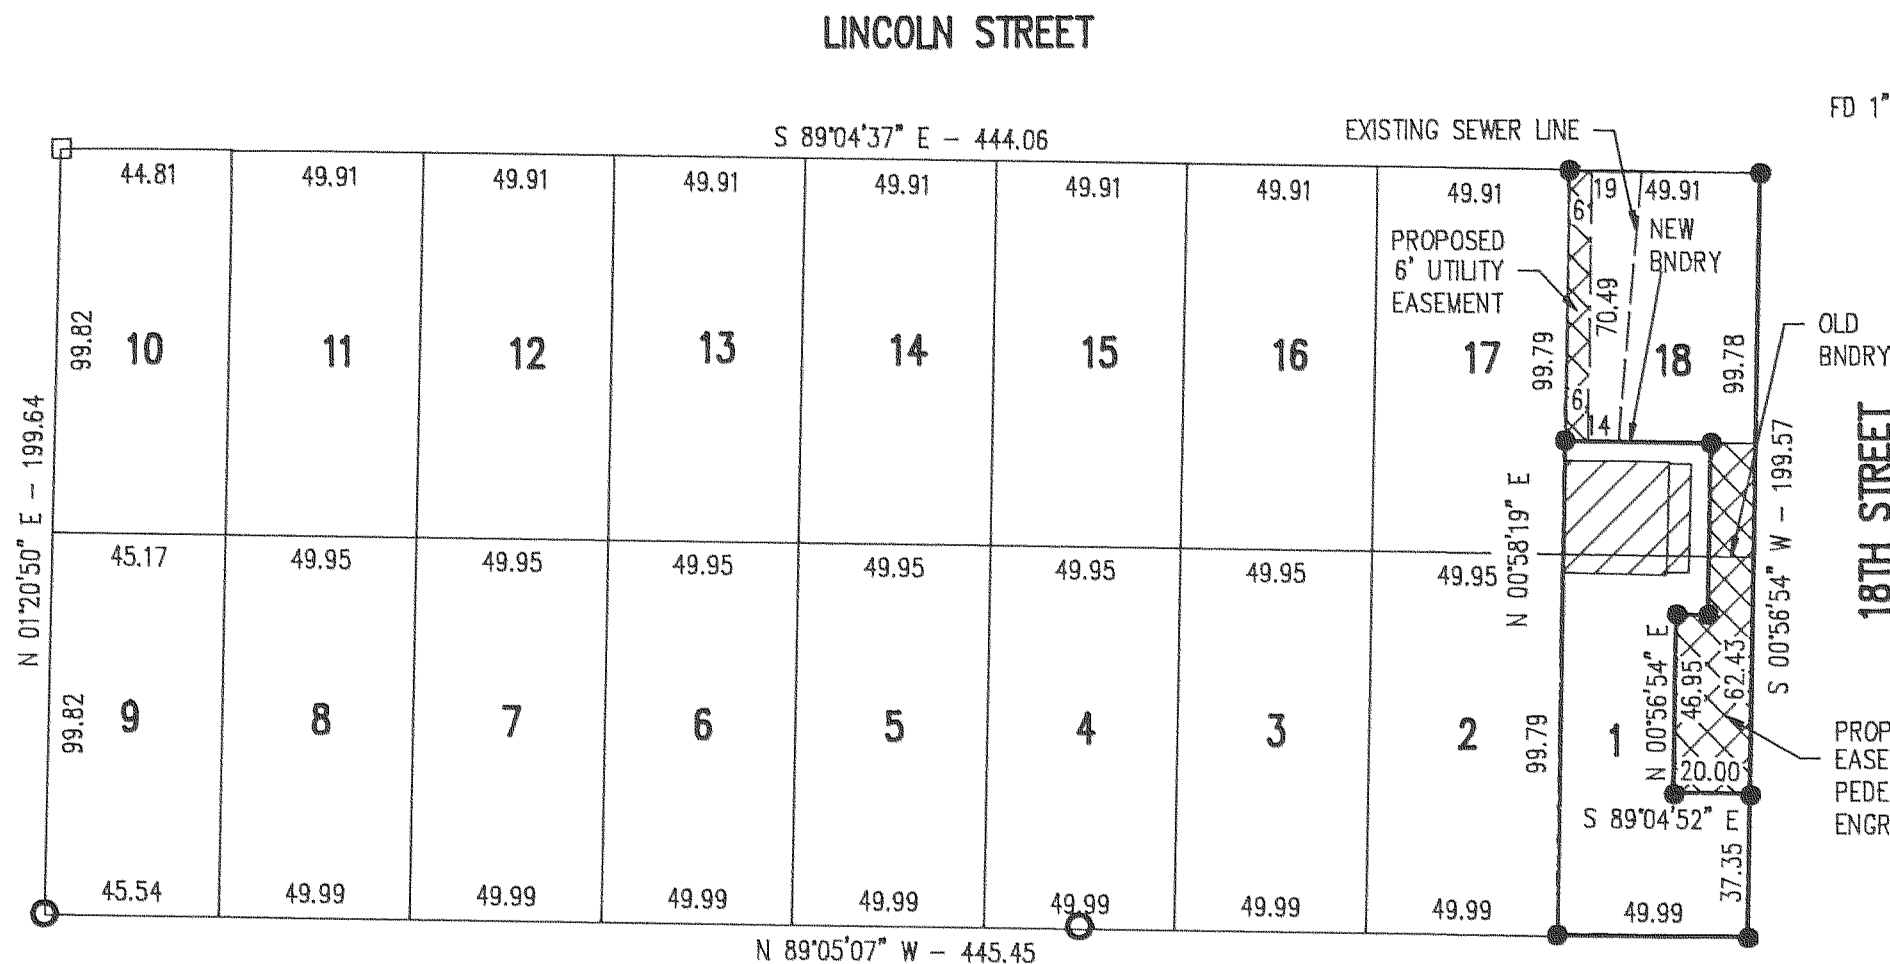 LINCOLN STREET
FD 1"
S 89°04'37" E - 444.06
EXISTING SEWER LINE
44.81
49.91
49.91
49.91
49.91
49.91
49.91
49.91
19
49.91
6
NEW
BNDRY
PROPOSED
6' UTILITY
EASEMENT
70.49
OLD
BNDRY
99.82
10
11
12
13
14
15
16
17
99.79
18
99.78
6
14
N 01°20'50" E - 199.64
N 00°58'19" E
S 00°56'54" W - 199.57
18TH STREET
45.17
49.95
49.95
49.95
49.95
49.95
49.95
49.95
99.82
9
8
7
6
5
4
3
2
99.79
1
N 00°56'54" E
46.95
62.43
20.00
S 89°04'52" E
PROP
EASE
PEDE
ENGR
37.35
45.54
49.99
49.99
49.99
49.99
49.99
49.99
49.99
49.99
N 89°05'07" W - 445.45